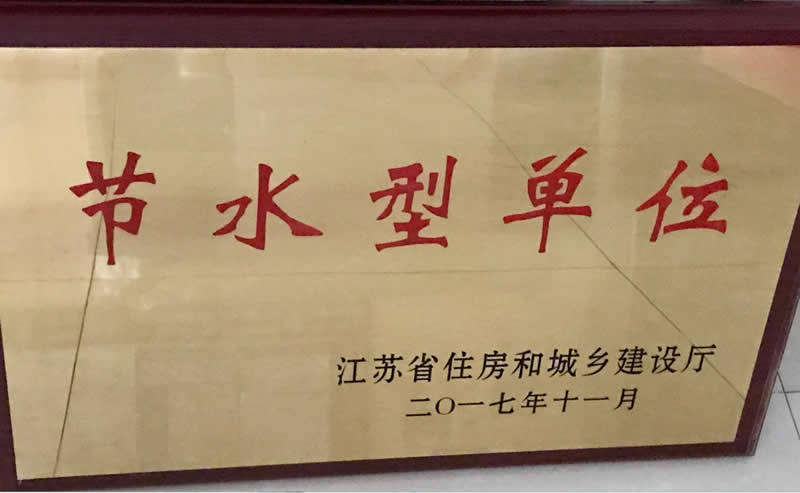 节水型单位
江苏省住房和城乡建设厅
二〇一七年十一月